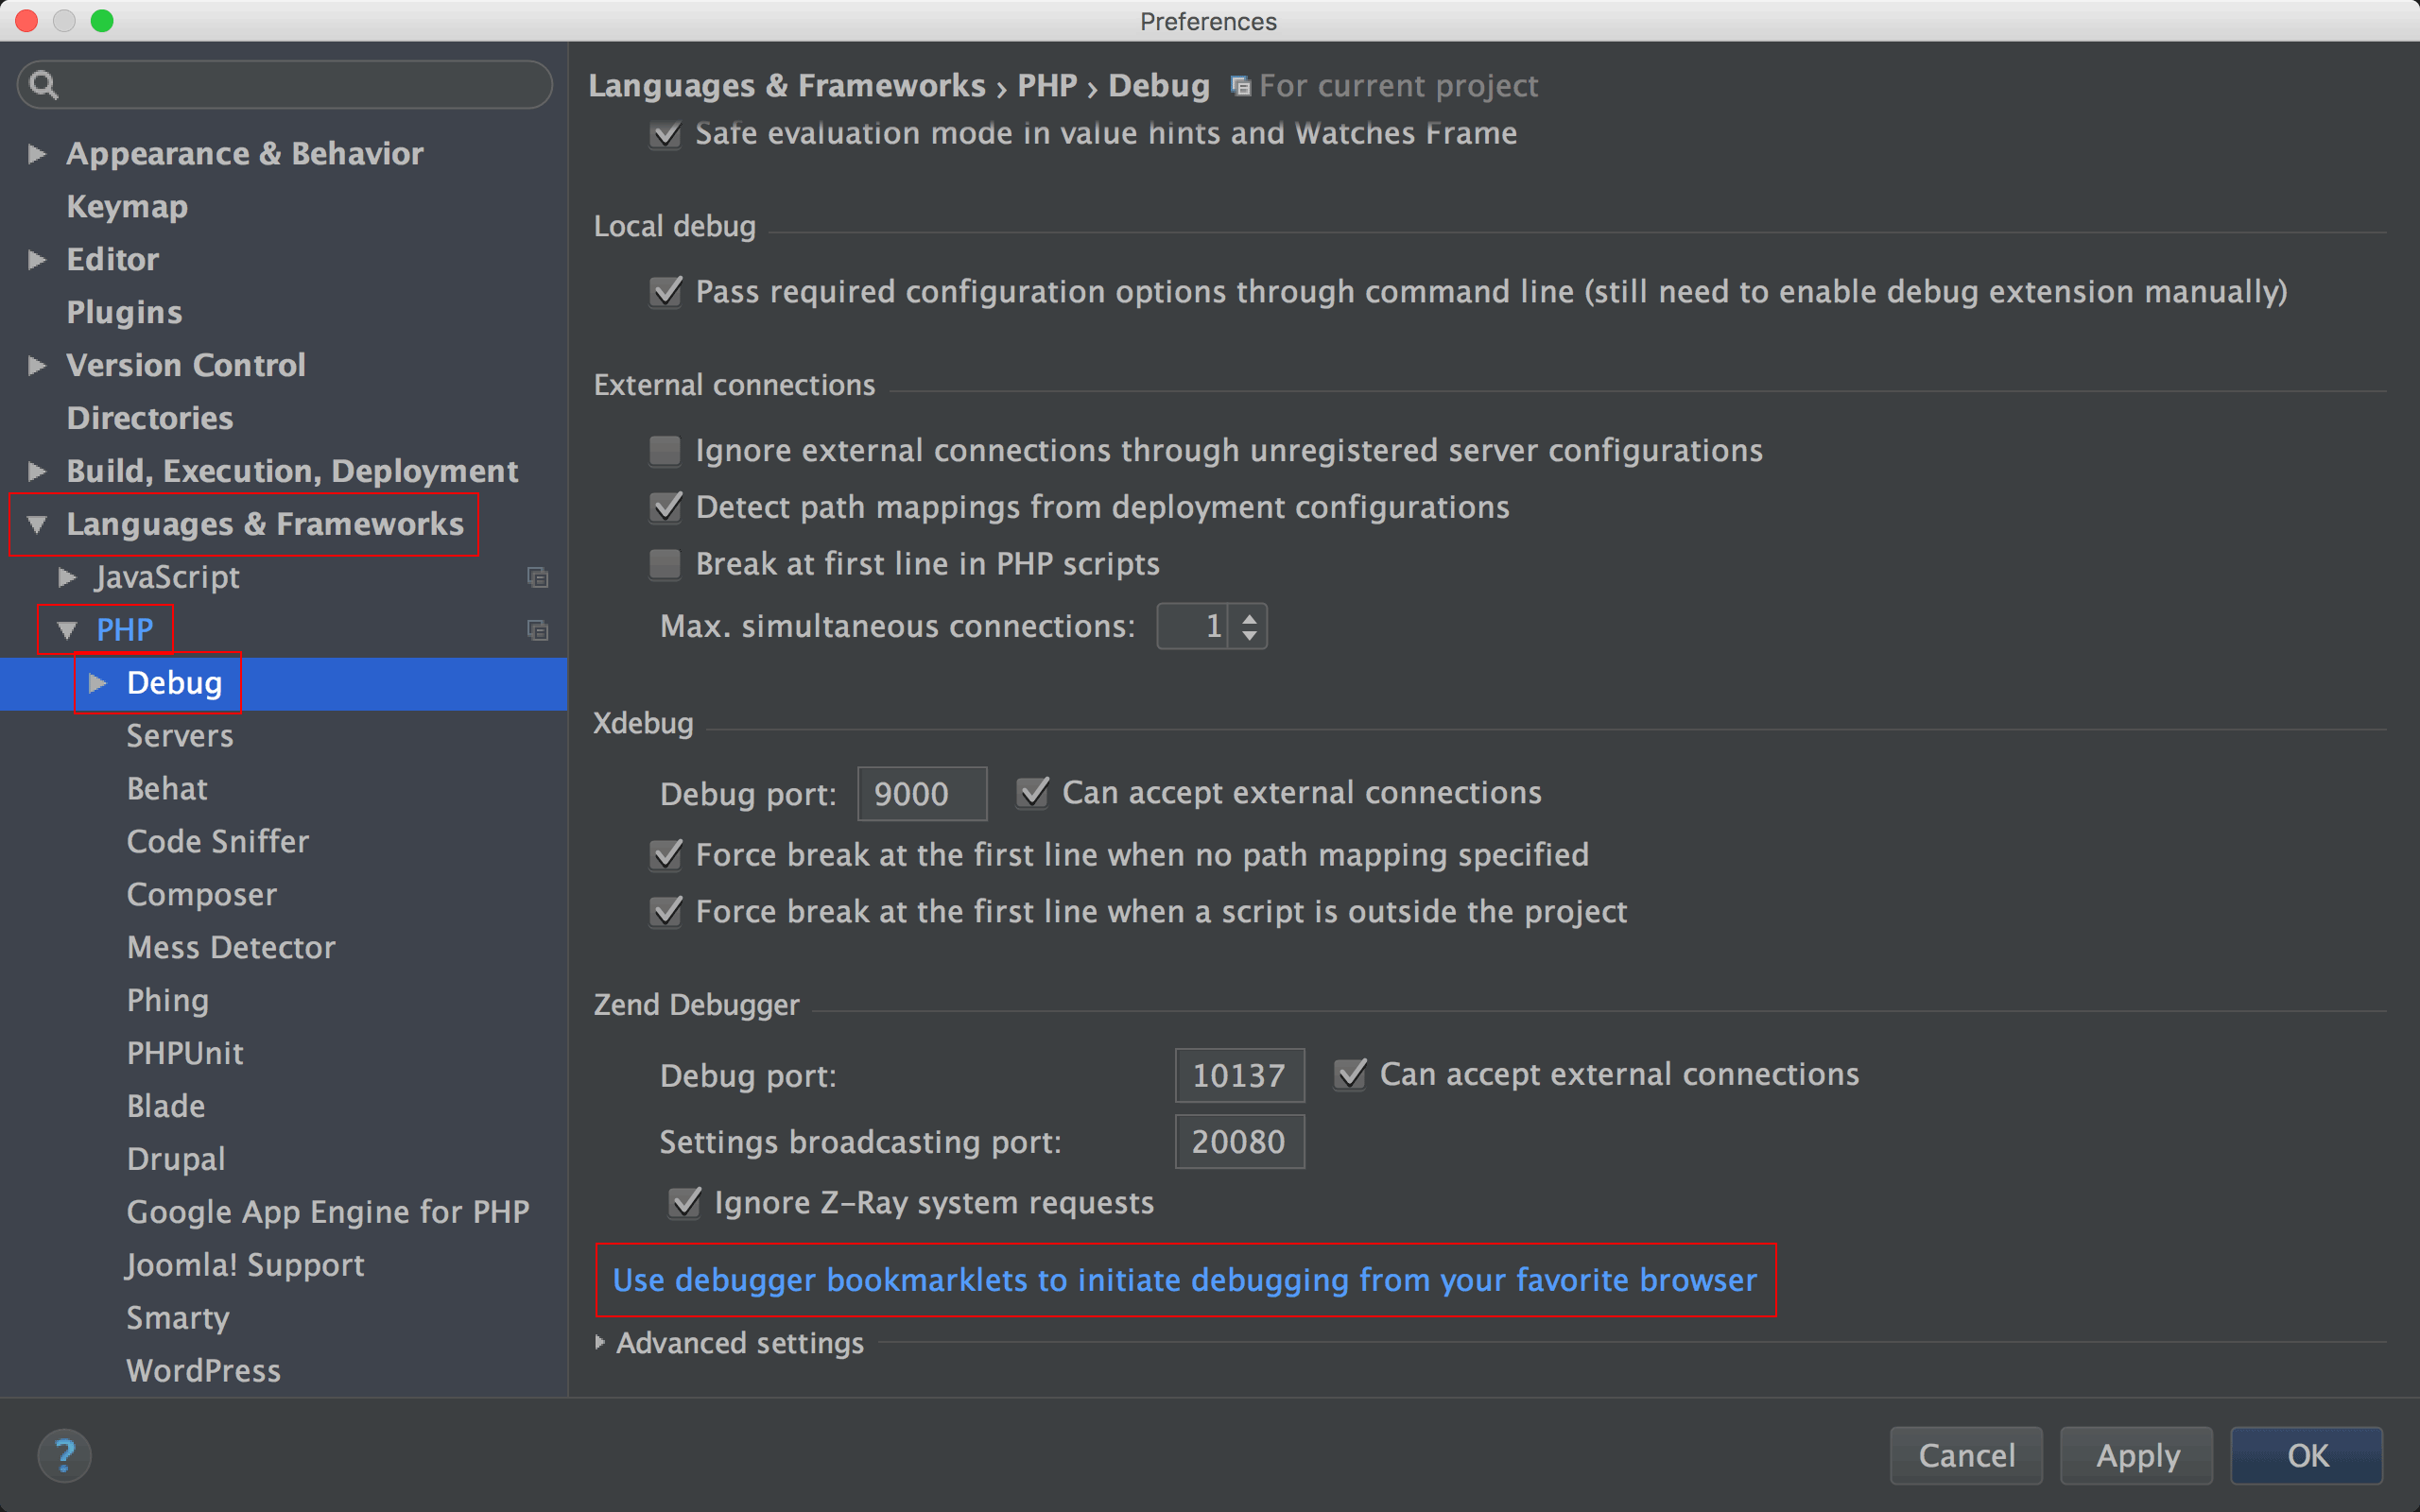 Preferences
Appearance & Behavior
Keymap
Editor
Plugins
Version Control
Directories
Build, Execution, Deployment
Languages & Frameworks
JavaScript
PHP
Debug
Servers
Behat
Code Sniffer
Composer
Mess Detector
Phing
PHPUnit
Blade
Drupal
Google App Engine for PHP
Joomla! Support
Smarty
WordPress
Languages & Frameworks › PHP › Debug For current project
Safe evaluation mode in value hints and Watches Frame
Local debug
Pass required configuration options through command line (still need to enable debug extension manually)
External connections
Ignore external connections through unregistered server configurations
Detect path mappings from deployment configurations
Break at first line in PHP scripts
Max. simultaneous connections: 1
Xdebug
Debug port: 9000 Can accept external connections
Force break at the first line when no path mapping specified
Force break at the first line when a script is outside the project
Zend Debugger
Debug port: 10137 Can accept external connections
Settings broadcasting port: 20080
Ignore Z-Ray system requests
Use debugger bookmarklets to initiate debugging from your favorite browser
Advanced settings
? Cancel Apply OK